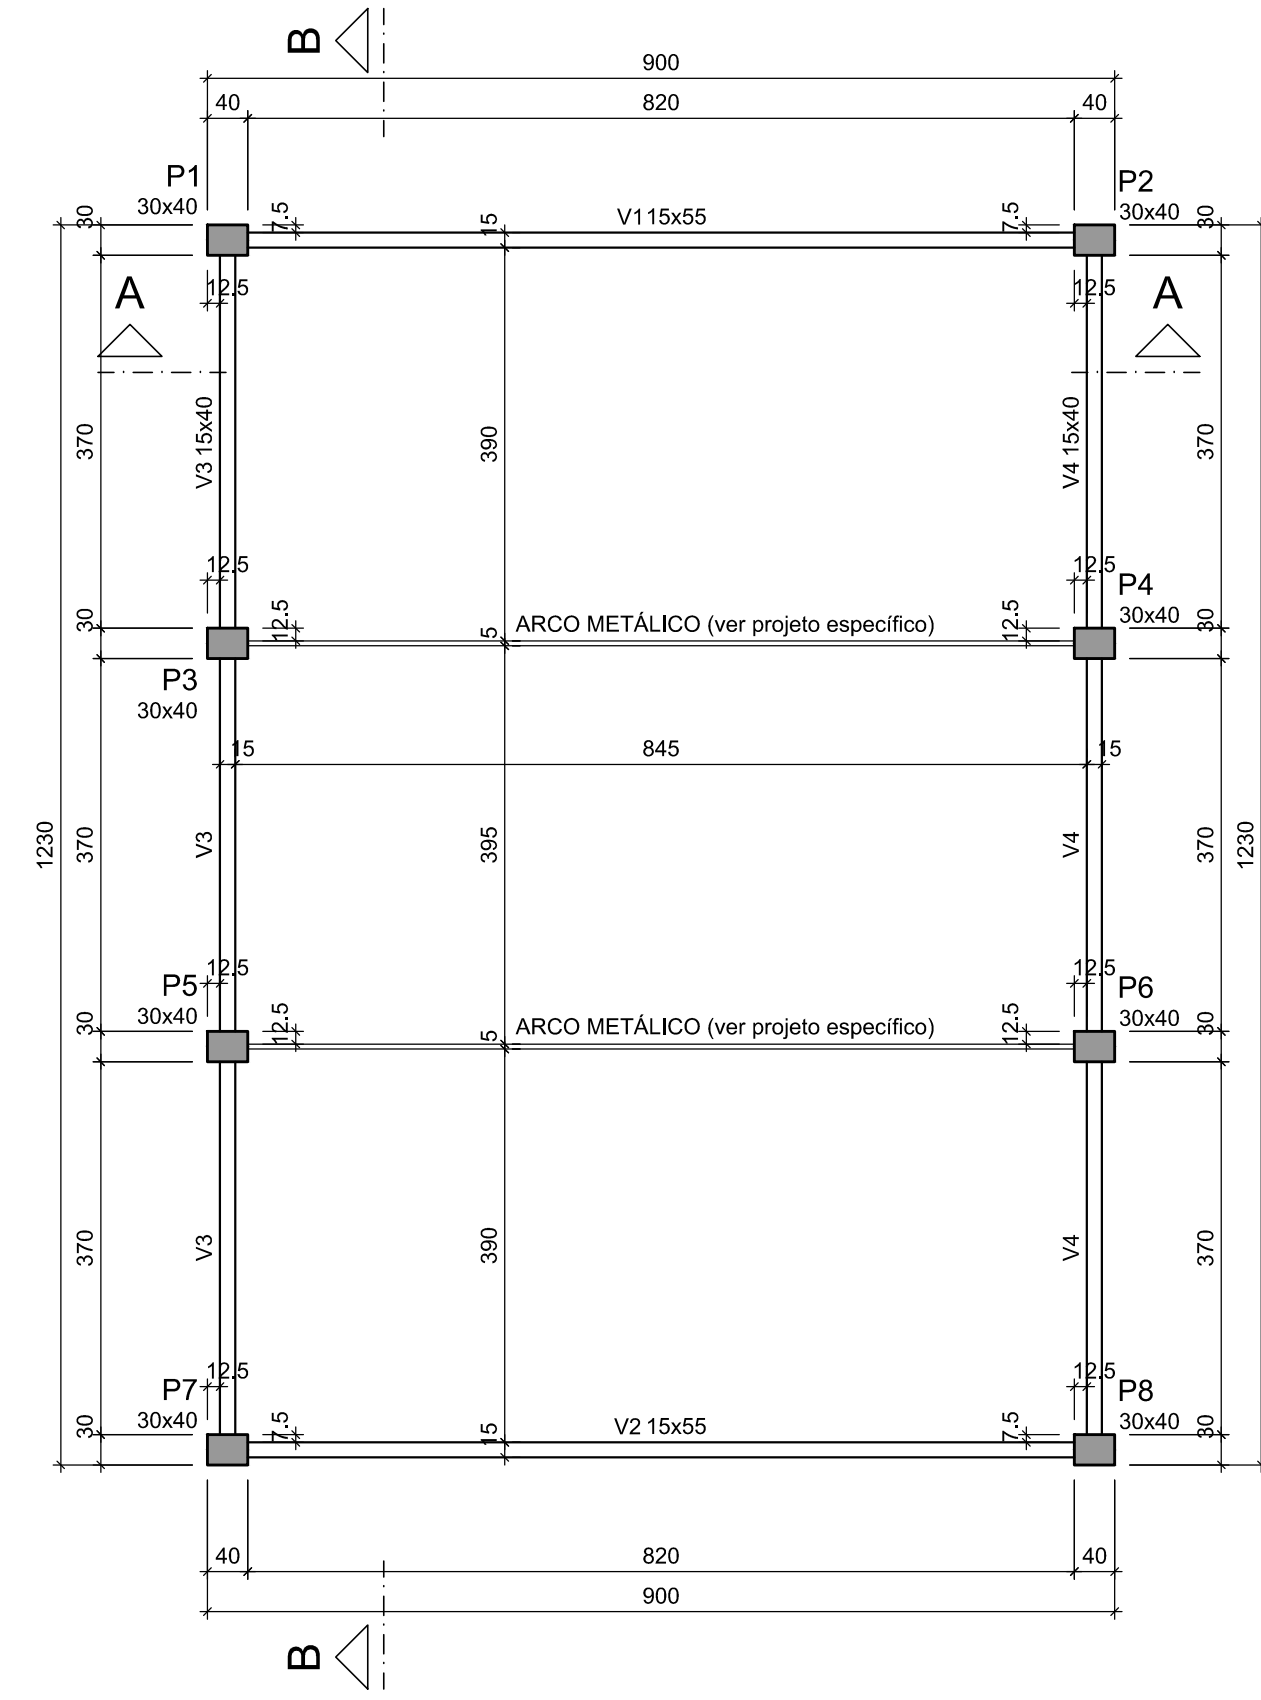 B
900
40 820 40
P1
30x40
P2
30x40
30 7.5 15 V1 15x55 7.5 30
12.5 12.5
A A
370 V3 15x40 390 V4 15x40 370
12.5 12.5
P4
30x40
30 12.5 5 ARCO METÁLICO (ver projeto específico) 12.5 30
P3
30x40
15 845 15
1230 370 V3 395 V4 370 1230
12.5 12.5
P5
30x40
P6
30x40
30 12.5 5 ARCO METÁLICO (ver projeto específico) 12.5 30
370 V3 390 V4 370
12.5 12.5
P7
30x40
P8
30x40
30 7.5 15 V2 15x55 7.5 30
40 820 40
900
B